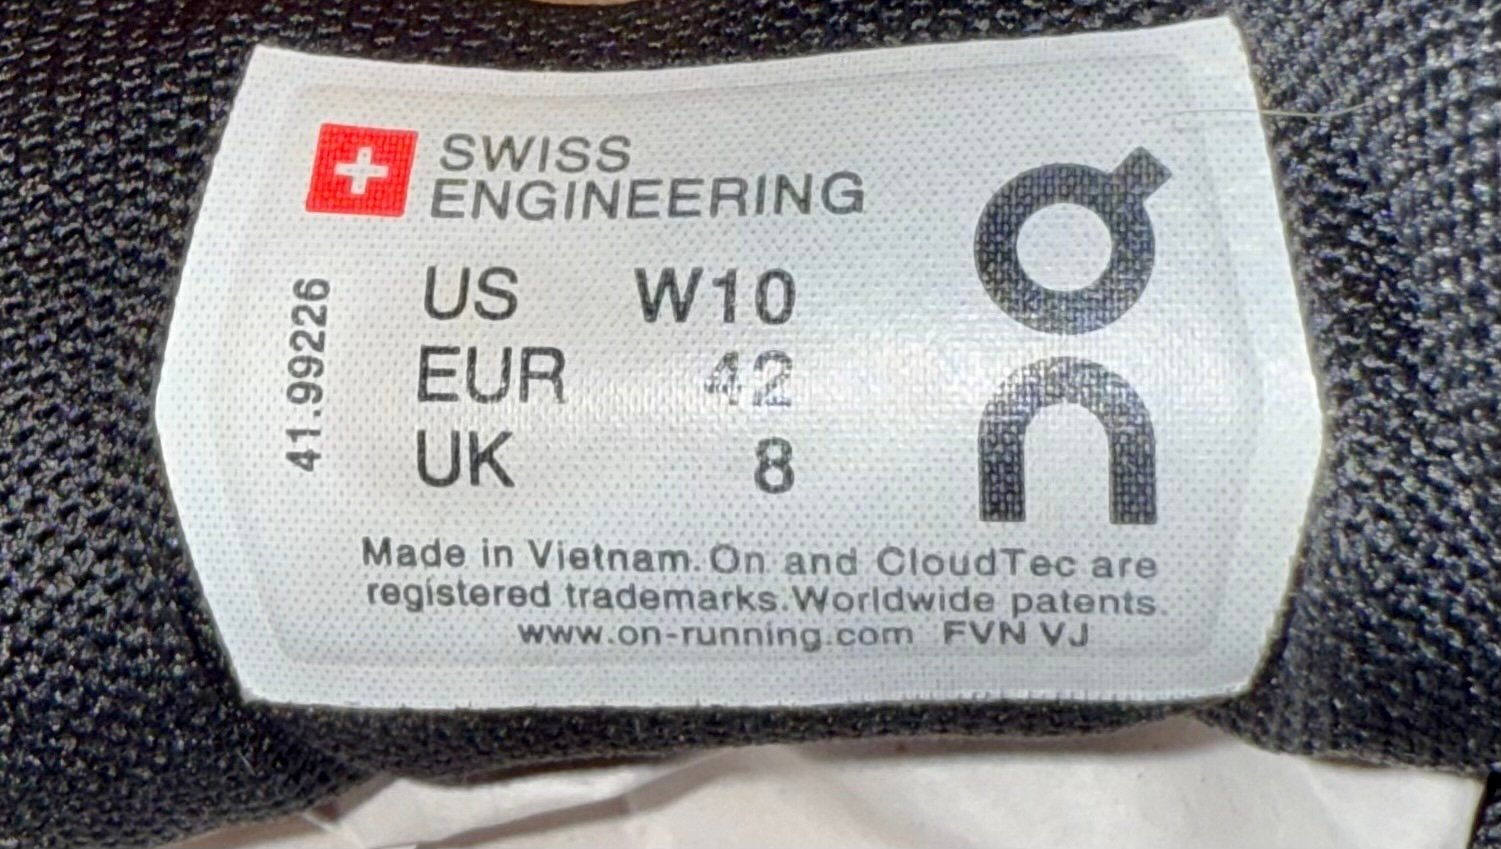 SWISS
ENGINEERING
US W10
EUR 42
UK 8
41.99226
On
Made in Vietnam. On and CloudTec are
registered trademarks. Worldwide patents.
www.on-running.com FVN VJ